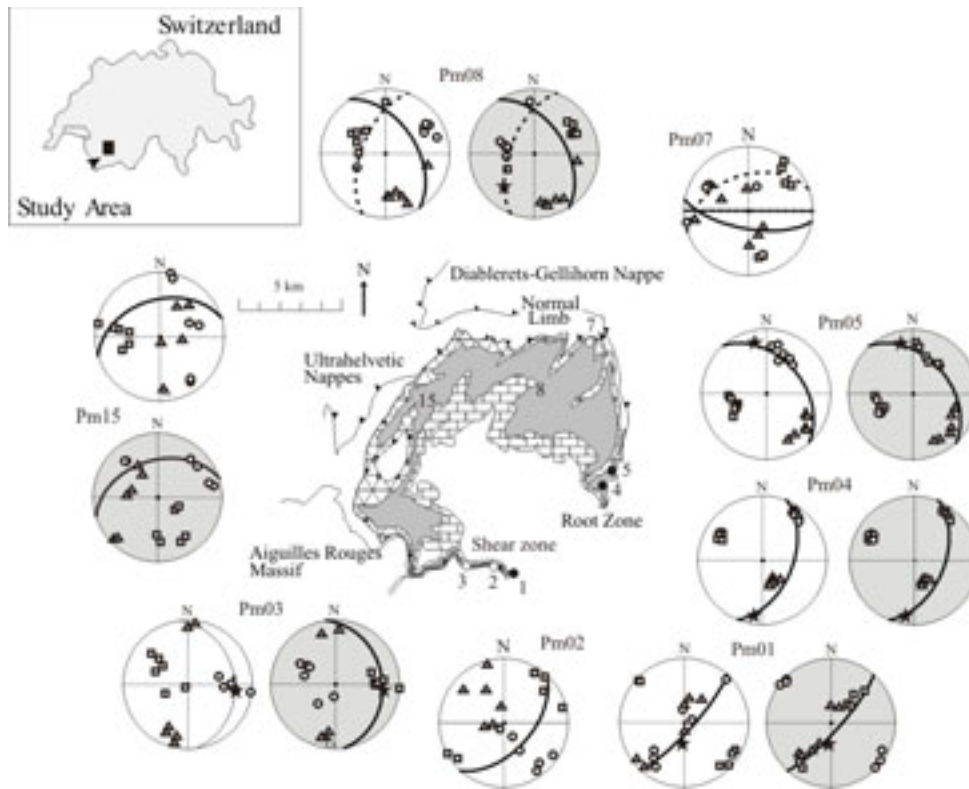 Switzerland
Study Area
Pm08
N
N
Pm07
N
5 km
N
Diablerets-Gellihorn Nappe
Normal
Limb
7
Ultrahelvetic
Nappes
15
8
N
Pm15
N
Pm05
N
N
5
4
Root Zone
Pm04
N
N
Aiguilles Rouges
Massif
Shear zone
3
2
1
Pm03
N
N
Pm02
N
Pm01
N
N